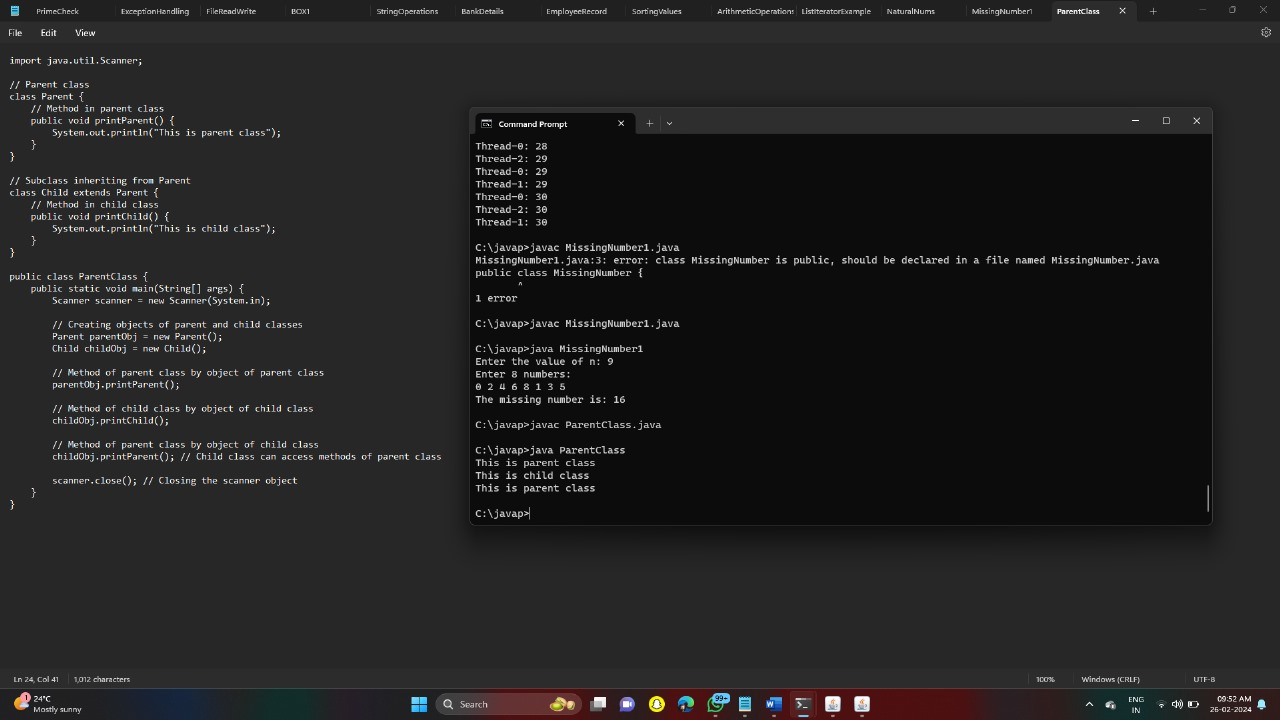 PrimeCheck ExceptionHandling FileReadWrite BOX1 StringOperations BankDetails EmployeeRecord SortingValues ArithmeticOperations ListIteratorExample NaturalNums MissingNumber1 ParentClass
File Edit View
import java.util.Scanner;
// Parent class
class Parent {
// Method in parent class
public void printParent() {
System.out.println("This is parent class");
}
}
// Subclass inheriting from Parent
class Child extends Parent {
// Method in child class
public void printChild() {
System.out.println("This is child class");
}
}
public class ParentClass {
public static void main(String[] args) {
Scanner scanner = new Scanner(System.in);
// Creating objects of parent and child classes
Parent parentObj = new Parent();
Child childObj = new Child();
// Method of parent class by object of parent class
parentObj.printParent();
// Method of child class by object of child class
childObj.printChild();
// Method of parent class by object of child class
childObj.printParent(); // Child class can access methods of parent class
scanner.close(); // Closing the scanner object
}
}
Command Prompt
Thread-0: 28
Thread-2: 29
Thread-0: 29
Thread-1: 29
Thread-0: 30
Thread-2: 30
Thread-1: 30
C:\javap>javac MissingNumber1.java
MissingNumber1.java:3: error: class MissingNumber is public, should be declared in a file named MissingNumber.java
public class MissingNumber {
^
1 error
C:\javap>javac MissingNumber1.java
C:\javap>java MissingNumber1
Enter the value of n: 9
Enter 8 numbers:
0 2 4 6 8 1 3 5
The missing number is: 16
C:\javap>javac ParentClass.java
C:\javap>java ParentClass
This is parent class
This is child class
This is parent class
C:\javap>
Ln 24, Col 41 1,012 characters 100% Windows (CRLF) UTF-8
1 24°C
Mostly sunny
Search
99+
ENG
IN
09:52 AM
26-02-2024